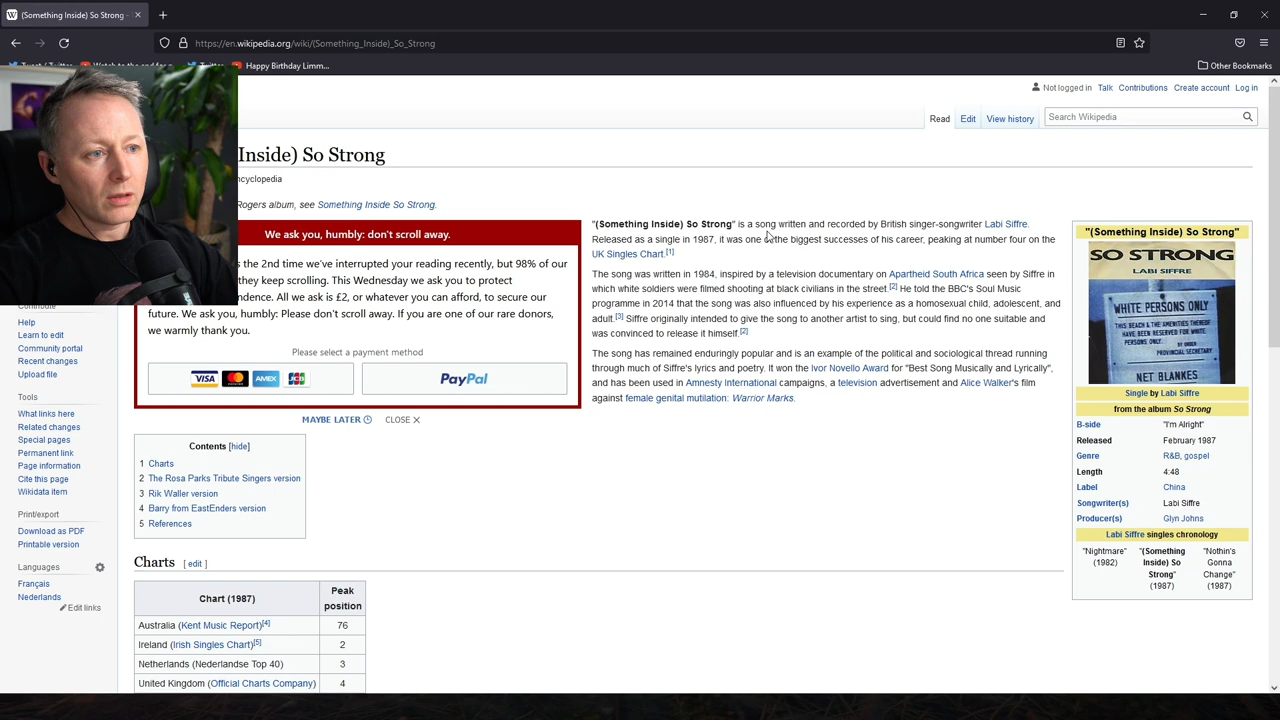 (Something Inside) So Strong -
https://en.wikipedia.org/wiki/(Something_Inside)_So_Strong
Happy Birthday Limm...
Other Bookmarks
Not logged in Talk Contributions Create account Log in
Read Edit View history Search Wikipedia
Inside) So Strong
ncyclopedia
Rogers album, see Something Inside So Strong.
We ask you, humbly: don't scroll away.
s the 2nd time we've interrupted your reading recently, but 98% of our
they keep scrolling. This Wednesday we ask you to protect
ndence. All we ask is £2, or whatever you can afford, to secure our
future. We ask you, humbly: Please don't scroll away. If you are one of our rare donors,
we warmly thank you.
Please select a payment method
VISA AMEX JCB PayPal
MAYBE LATER CLOSE
"(Something Inside) So Strong" is a song written and recorded by British singer-songwriter Labi Siffre.
Released as a single in 1987, it was one of the biggest successes of his career, peaking at number four on the
UK Singles Chart.[1]
The song was written in 1984, inspired by a television documentary on Apartheid South Africa seen by Siffre in
which white soldiers were filmed shooting at black civilians in the street.[2] He told the BBC's Soul Music
programme in 2014 that the song was also influenced by his experience as a homosexual child, adolescent, and
adult.[3] Siffre originally intended to give the song to another artist to sing, but could find no one suitable and
was convinced to release it himself.[2]
The song has remained enduringly popular and is an example of the political and sociological thread running
through much of Siffre's lyrics and poetry. It won the Ivor Novello Award for "Best Song Musically and Lyrically",
and has been used in Amnesty International campaigns, a television advertisement and Alice Walker's film
against female genital mutilation: Warrior Marks.
"(Something Inside) So Strong"
SO STRONG
LABI SIFFRE
WHITE PERSONS ONLY
THIS BEACH & THE AMENITIES THEREOF
HAVE BEEN RESERVED FOR WHITE
PERSONS ONLY.
BY ORDER
PROVINCIAL SECRETARY
NET BLANKES
Single by Labi Siffre
from the album So Strong
B-side "I'm Alright"
Released February 1987
Genre R&B, gospel
Length 4:48
Label China
Songwriter(s) Labi Siffre
Producer(s) Glyn Johns
Labi Siffre singles chronology
"Nightmare"
(1982)
"(Something
Inside) So
Strong"
(1987)
"Nothin's
Gonna
Change"
(1987)
Contribute
Help
Learn to edit
Community portal
Recent changes
Upload file
Tools
What links here
Related changes
Special pages
Permanent link
Page information
Cite this page
Wikidata item
Print/export
Download as PDF
Printable version
Languages
Français
Nederlands
Edit links
Contents [hide]
1 Charts
2 The Rosa Parks Tribute Singers version
3 Rik Waller version
4 Barry from EastEnders version
5 References
Charts [ edit ]
Chart (1987) Peak
position
Australia (Kent Music Report)[4] 76
Ireland (Irish Singles Chart)[5] 2
Netherlands (Nederlandse Top 40) 3
United Kingdom (Official Charts Company) 4